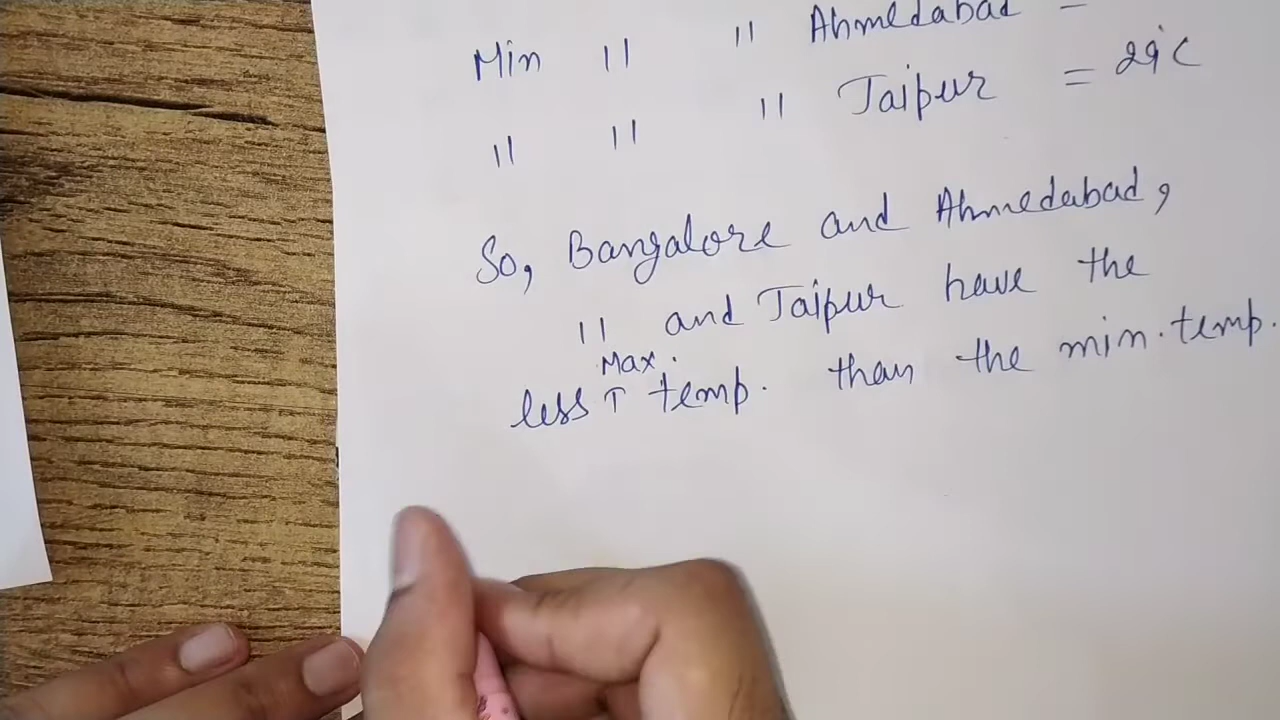 Min " " Ahmedabad =
" " " Jaipur = 29°C
So, Bangalore and Ahmedabad,
" and Jaipur have the
Max.
less ↑ temp. than the min. temp.